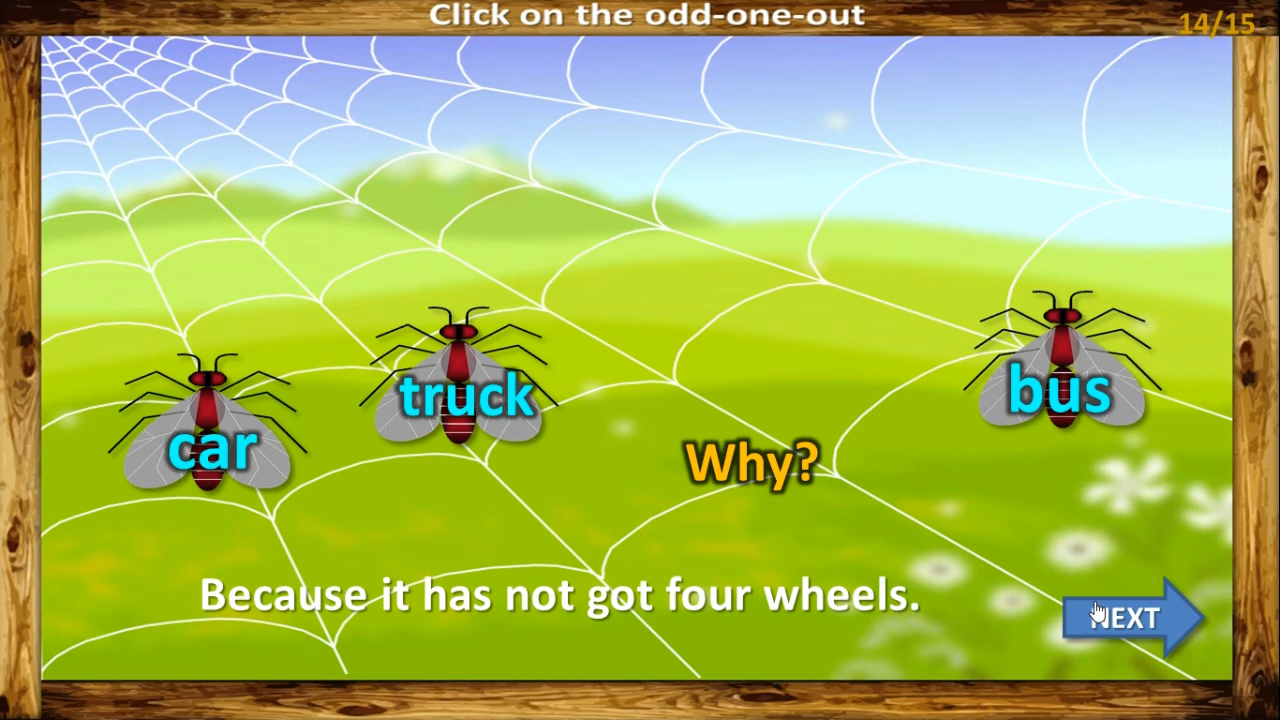 Click on the odd-one-out
14/15
car
truck
bus
Why?
Because it has not got four wheels.
NEXT